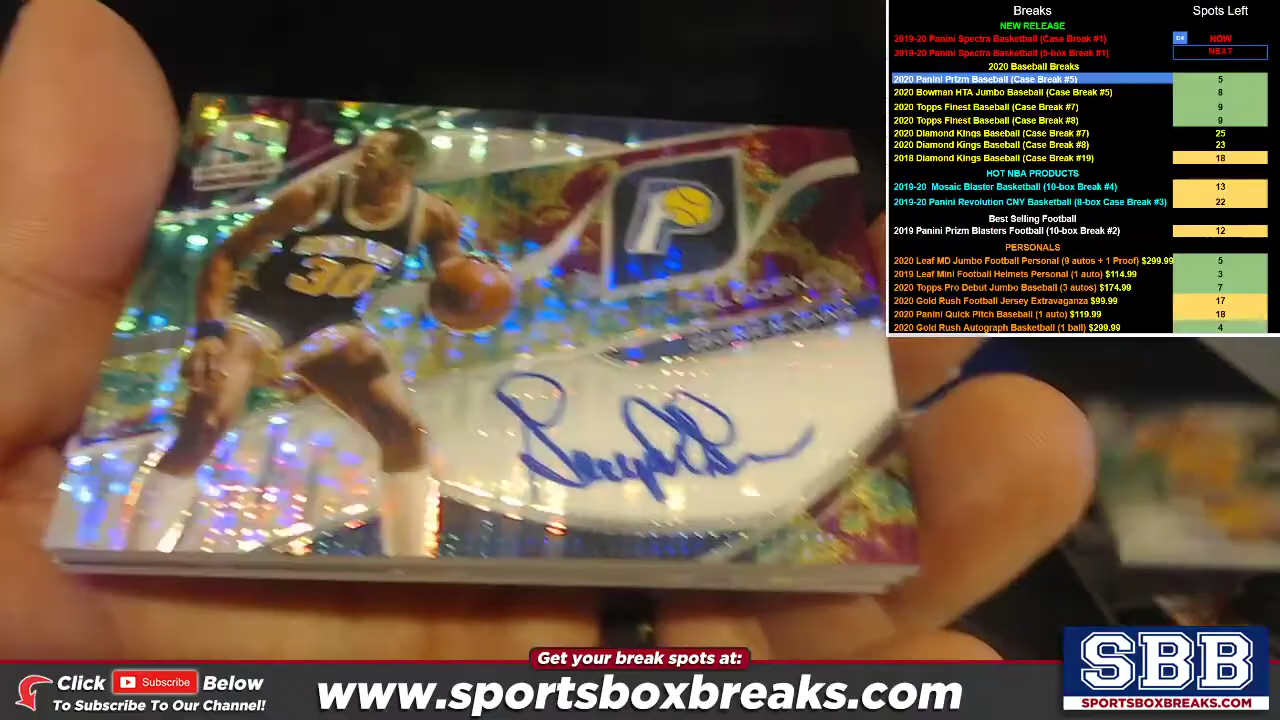 Breaks Spots Left
NEW RELEASE
2019-20 Panini Spectra Basketball (Case Break #1) NOW
2019-20 Panini Spectra Basketball (5-box Break #1) NEXT
2020 Baseball Breaks
2020 Panini Prizm Baseball (Case Break #5) 5
2020 Bowman HTA Jumbo Baseball (Case Break #5) 8
2020 Topps Finest Baseball (Case Break #7) 9
2020 Topps Finest Baseball (Case Break #8) 9
2020 Diamond Kings Baseball (Case Break #7) 25
2020 Diamond Kings Baseball (Case Break #8) 23
2018 Diamond Kings Baseball (Case Break #19) 18
HOT NBA PRODUCTS
2019-20 Mosaic Blaster Basketball (10-box Break #4) 13
2019-20 Panini Revolution CNY Basketball (8-box Case Break #3) 22
Best Selling Football
2019 Panini Prizm Blasters Football (10-box Break #2) 12
PERSONALS
2020 Leaf MD Jumbo Football Personal (9 autos + 1 Proof) $299.99 5
2019 Leaf Mini Football Helmets Personal (1 auto) $114.99 3
2020 Topps Pro Debut Jumbo Baseball (3 autos) $174.99 7
2020 Gold Rush Football Jersey Extravaganza $99.99 17
2020 Panini Quick Pitch Baseball (1 auto) $119.99 18
2020 Gold Rush Autograph Basketball (1 ball) $299.99 4
P
Get your break spots at:
Click Subscribe Below
To Subscribe To Our Channel!
www.sportsboxbreaks.com
SBB
SPORTSBOXBREAKS.COM